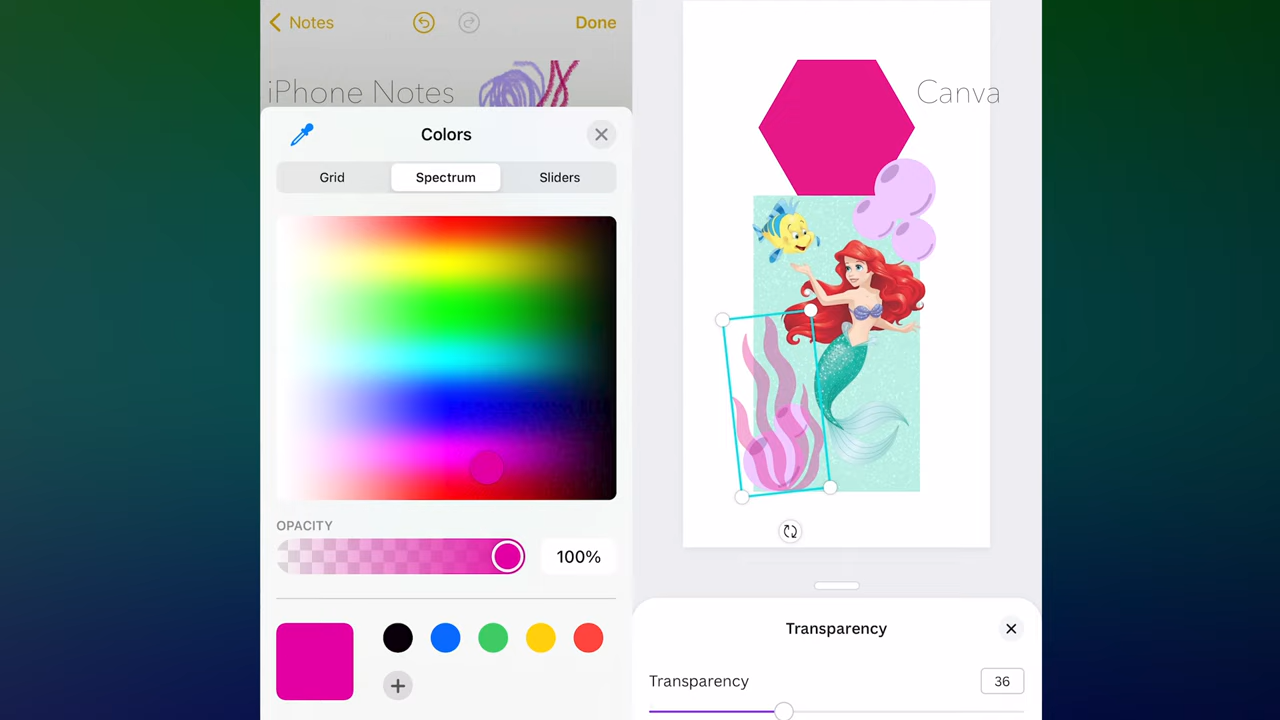 Notes
Done
iPhone Notes
Colors
Grid
Spectrum
Sliders
OPACITY
100%
Canva
Transparency
Transparency
36